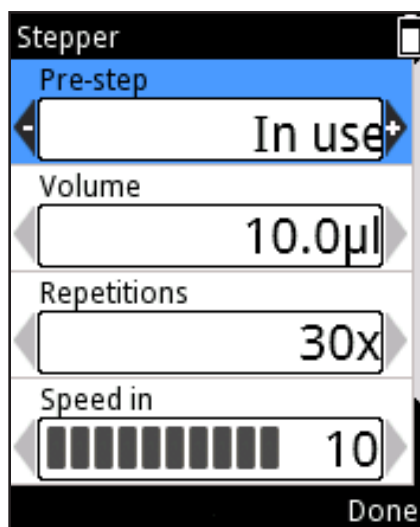 Stepper
Pre-step
- In use +
Volume
10.0µl
Repetitions
30x
Speed in
10
Done